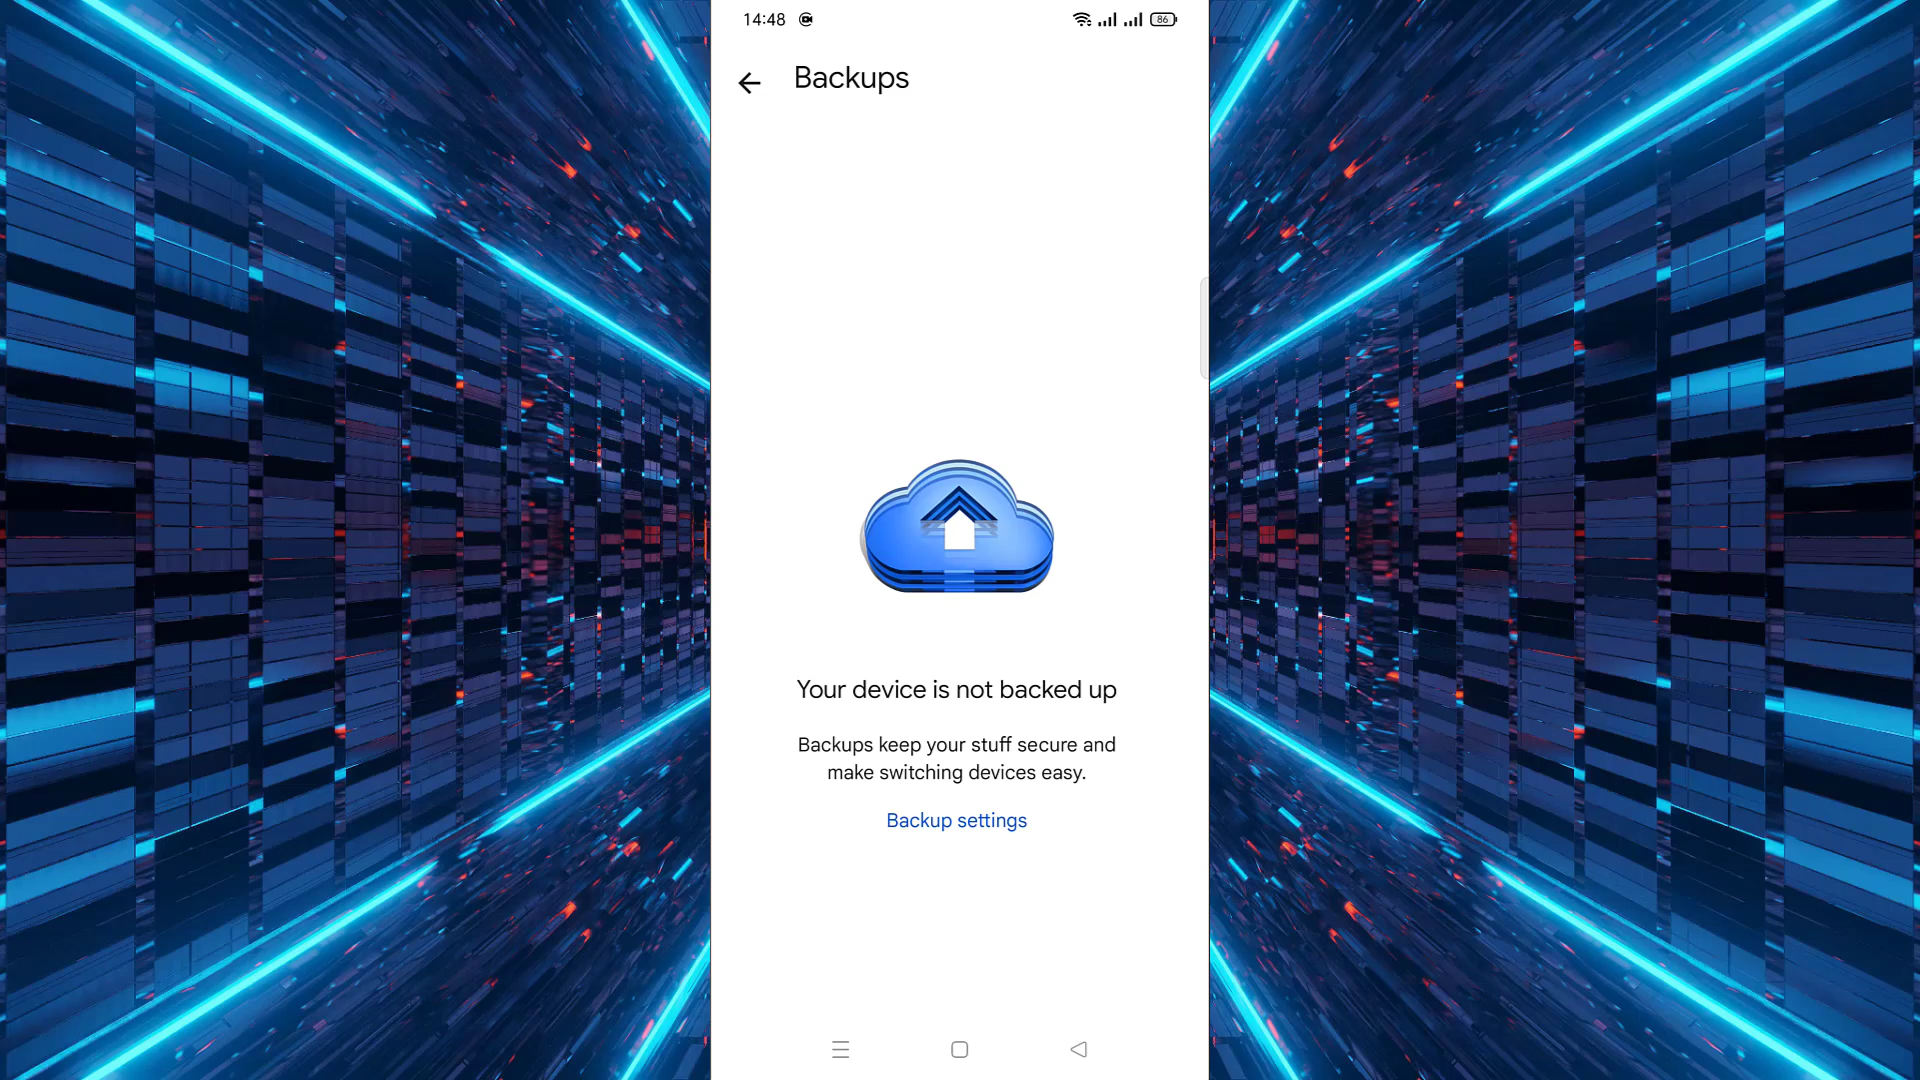 14:48
86
Backups
Your device is not backed up
Backups keep your stuff secure and
make switching devices easy.
Backup settings